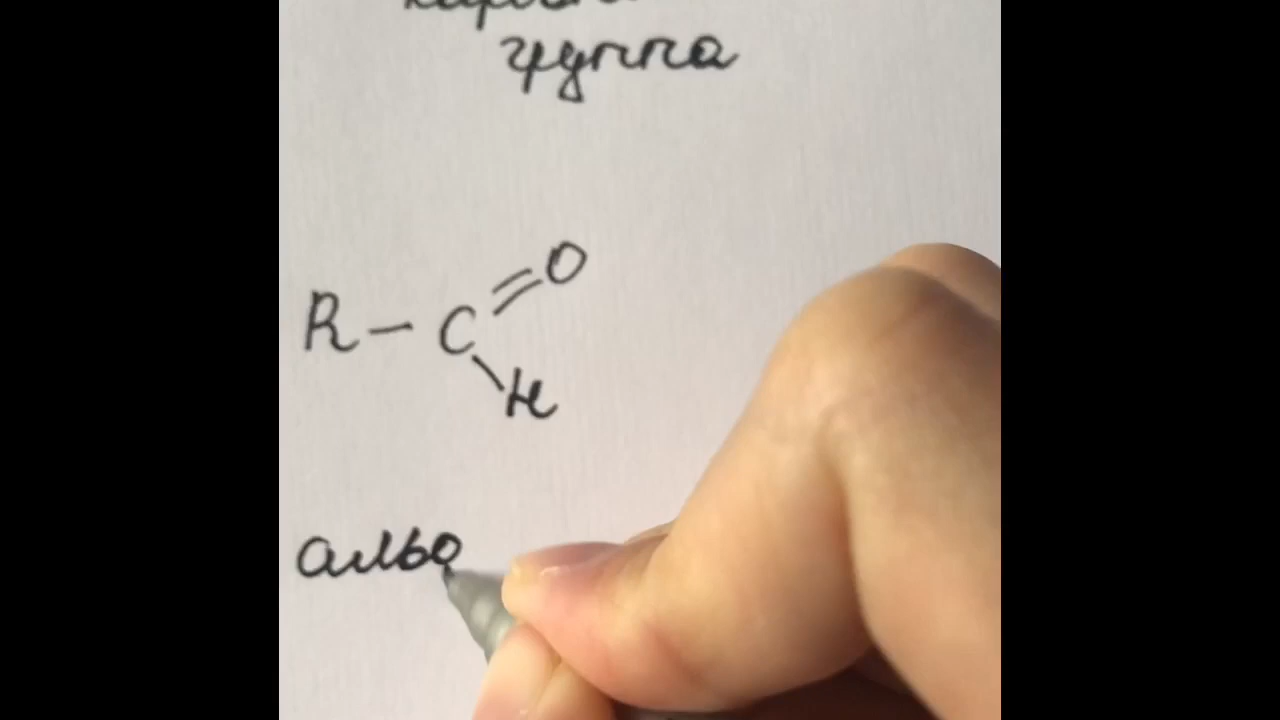 группа
R - C
=O
H
альд